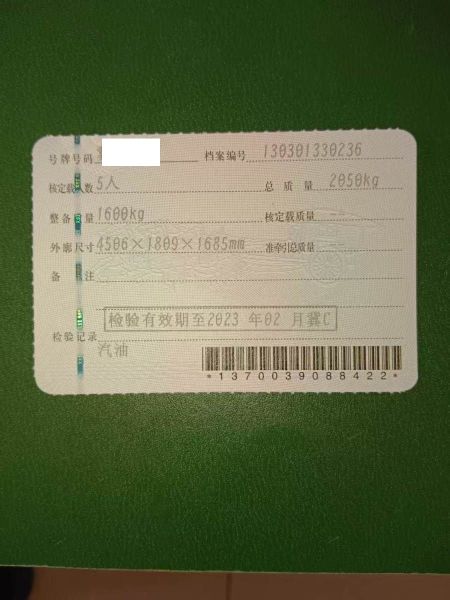 号牌号码 档案编号 130301330236
核定载人数 5人 总质量 2050kg
整备质量 1600kg 核定载质量
外廓尺寸 4506×1809×1685mm 准牵引总质量
备注
检验有效期至2023 年02 月冀C
检验记录
汽油
*1370039088422*